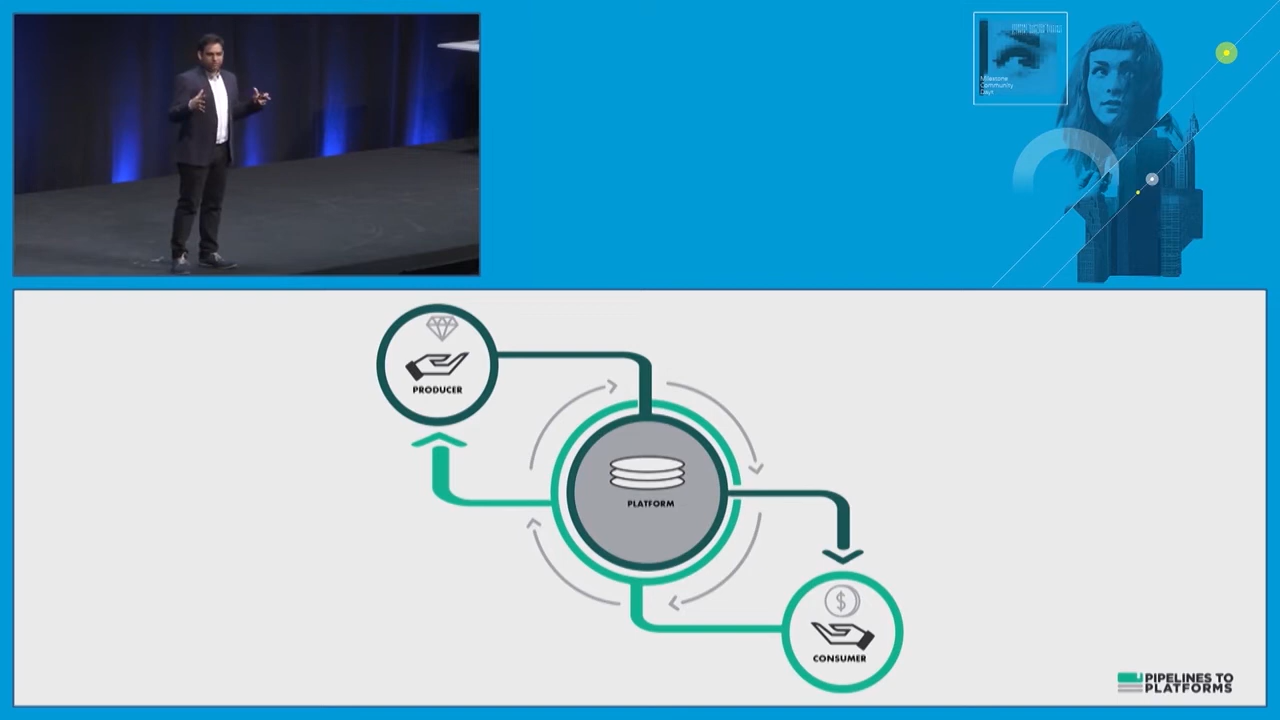 Milestone
Community
Days
PRODUCER
PLATFORM
$
CONSUMER
PIPELINES TO
PLATFORMS